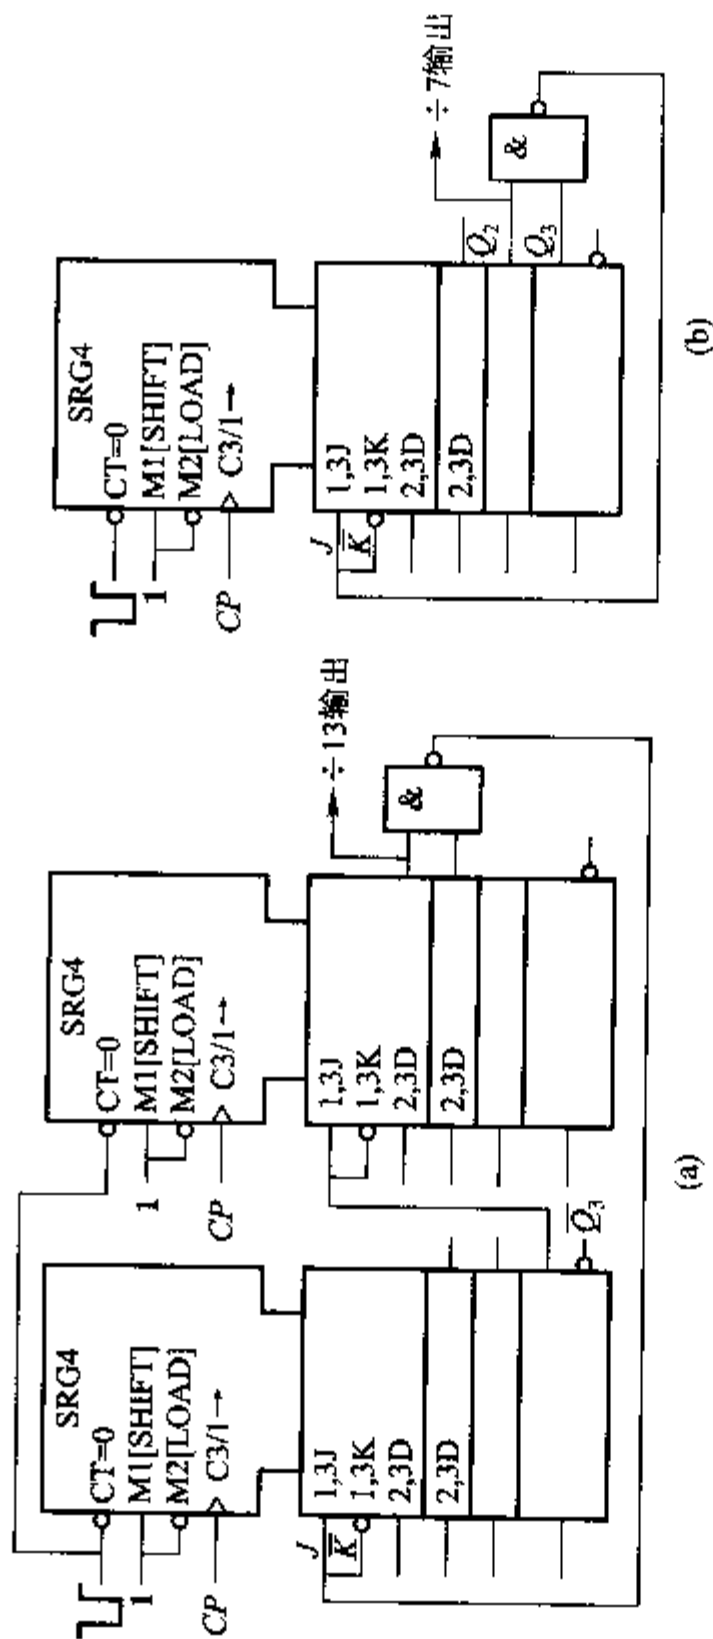 SRG4
CT=0
M1[SHIFT]
M2[LOAD]
C3/1→
1
CP
J
K̅
1,3J
1,3K
2,3D
2,3D
Q̅₃
SRG4
CT=0
M1[SHIFT]
M2[LOAD]
C3/1→
1
CP
1,3J
1,3K
2,3D
2,3D
&
÷13输出
(a)
SRG4
CT=0
M1[SHIFT]
M2[LOAD]
C3/1→
1
CP
J
K̅
1,3J
1,3K
2,3D
2,3D
Q₂
Q₃
&
÷7输出
(b)